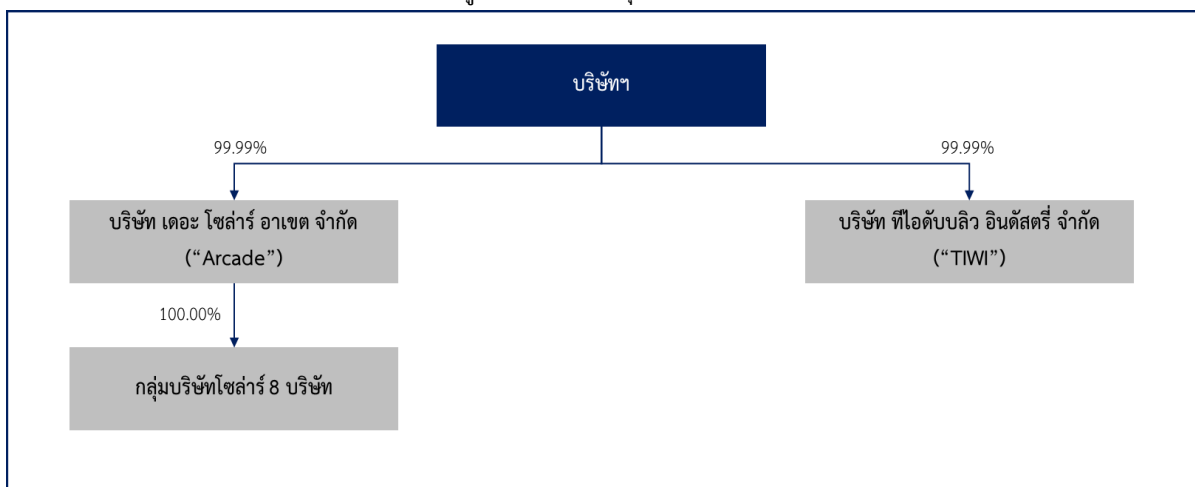 บริษัทฯ
99.99%
99.99%
บริษัท เดอะ โซล่าร์ อาเขต จำกัด
(“Arcade”)
บริษัท ทีไอดับบลิว อินดัสตรี่ จำกัด
(“TIWI”)
100.00%
กลุ่มบริษัทโซล่าร์ 8 บริษัท